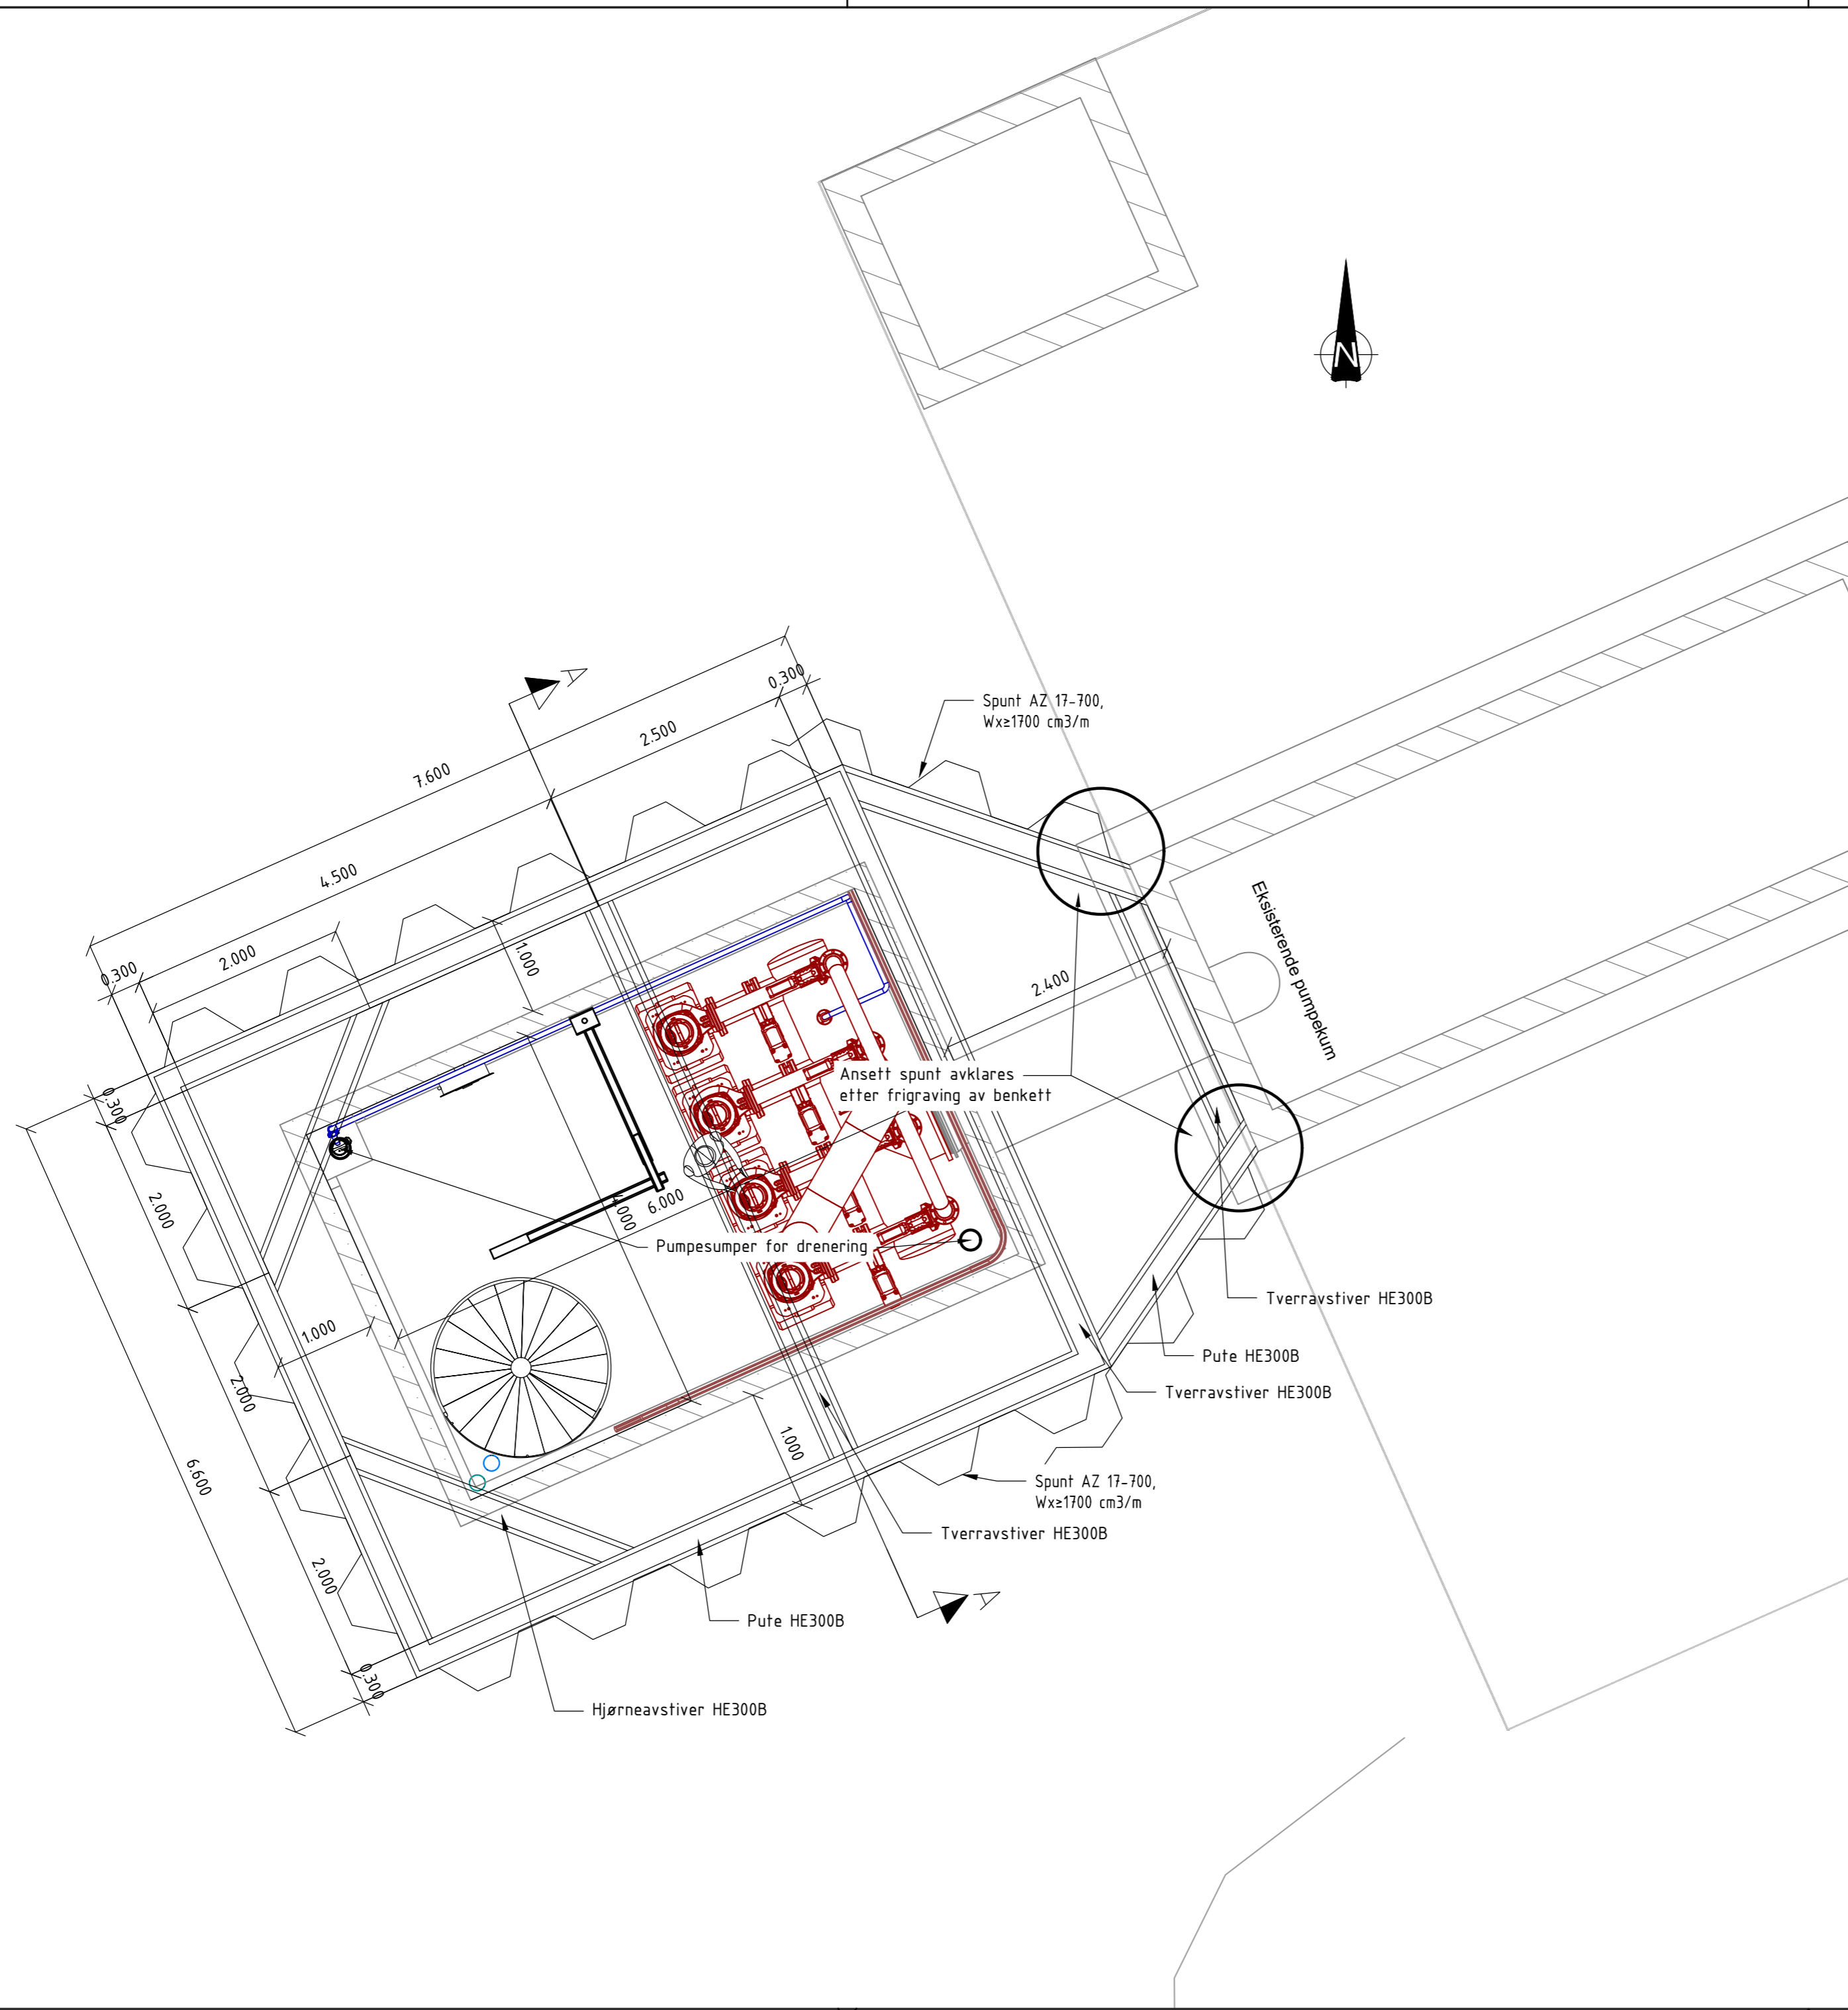 N
A
0.300
2.500
7.600
4.500
2.000
0.300
1.000
Spunt AZ 17-700,
Wx≥1700 cm3/m
Eksisterende pumpekum
2.400
Ansett spunt avklares
etter frigraving av benkett
0.300
2.000
6.000
4.000
Pumpesumper for drenering
1.000
2.000
6.600
2.000
0.300
1.000
Tverravstiver HE300B
Pute HE300B
Tverravstiver HE300B
Spunt AZ 17-700,
Wx≥1700 cm3/m
Tverravstiver HE300B
A
Pute HE300B
Hjørneavstiver HE300B